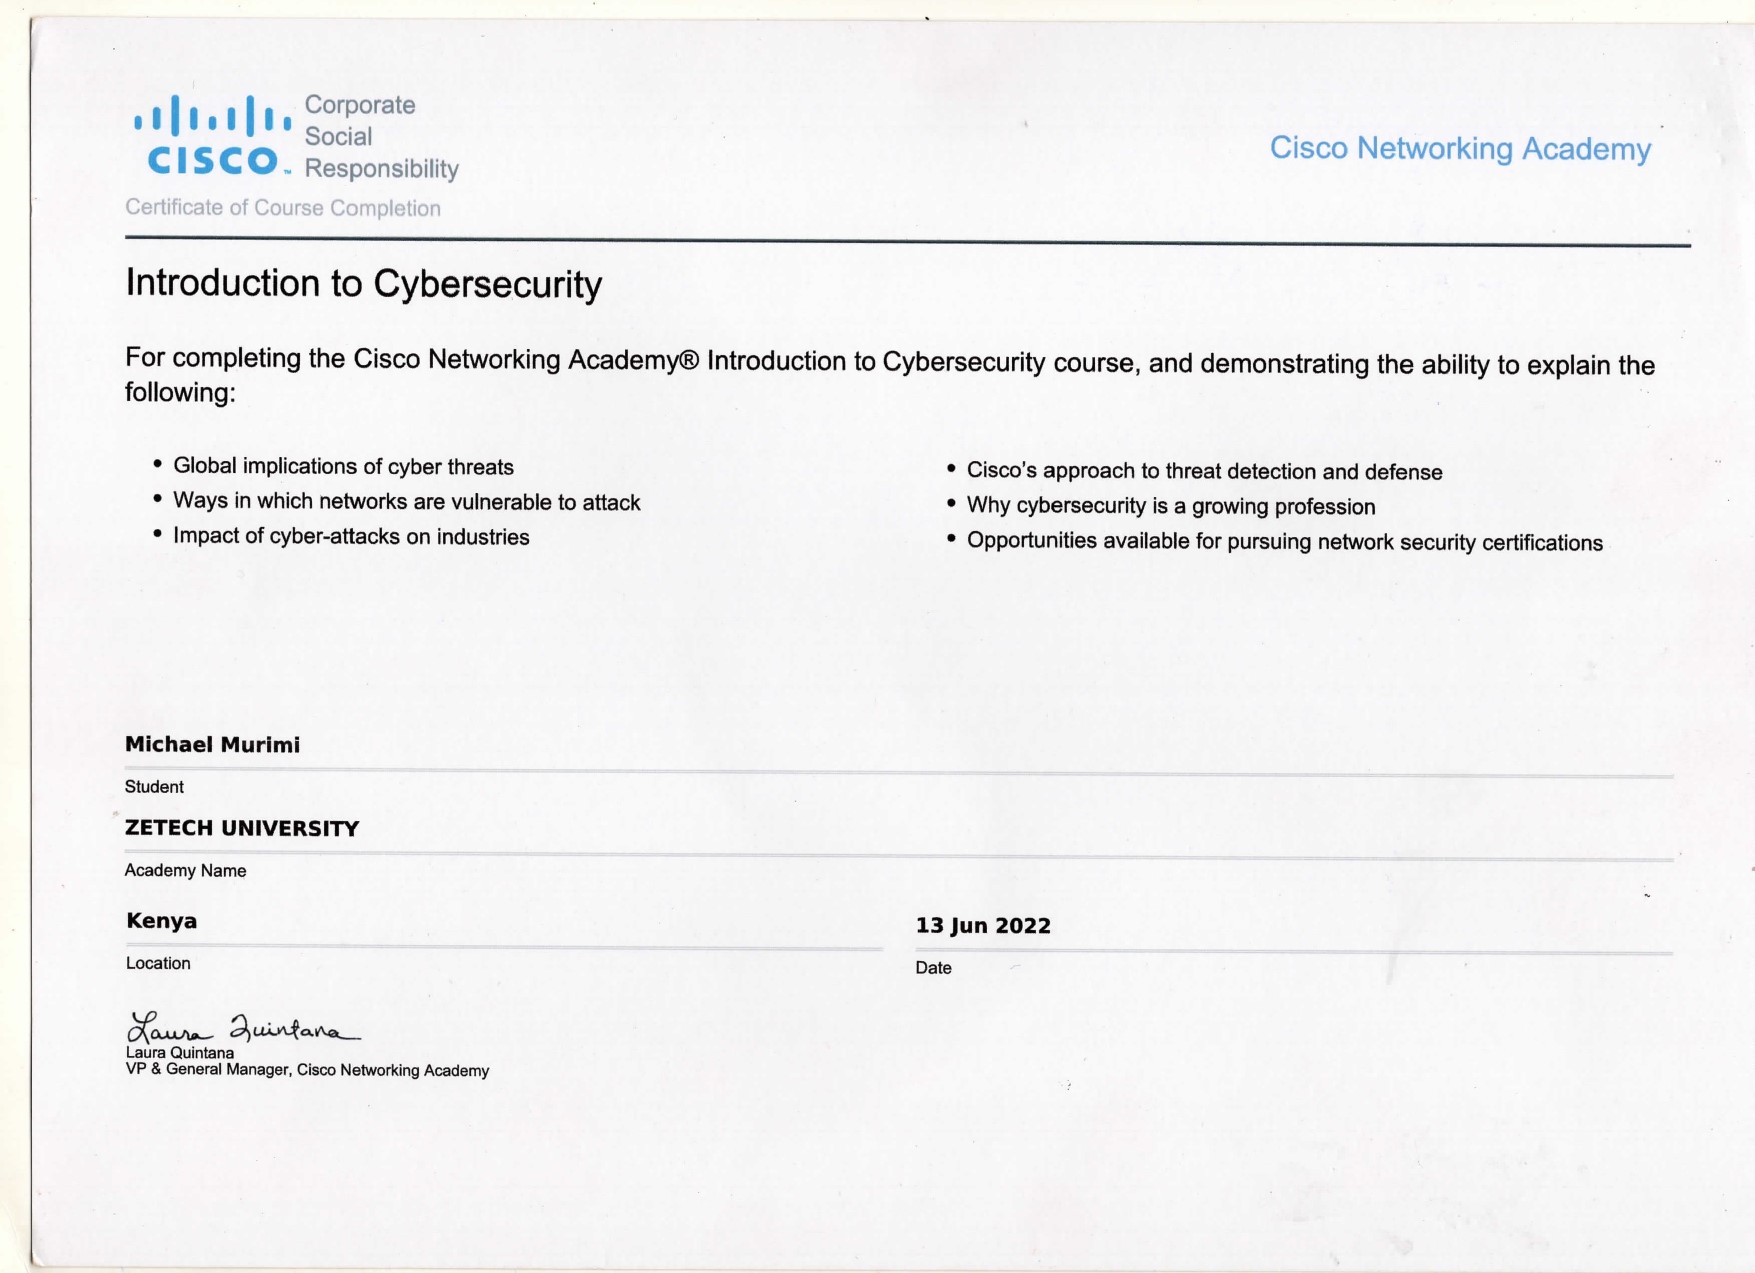 CISCO™
Corporate
Social
Responsibility
Cisco Networking Academy
Certificate of Course Completion
Introduction to Cybersecurity
For completing the Cisco Networking Academy® Introduction to Cybersecurity course, and demonstrating the ability to explain the
following:
• Global implications of cyber threats
• Ways in which networks are vulnerable to attack
• Impact of cyber-attacks on industries
• Cisco's approach to threat detection and defense
• Why cybersecurity is a growing profession
• Opportunities available for pursuing network security certifications
Michael Murimi
Student
ZETECH UNIVERSITY
Academy Name
Kenya
Location
13 Jun 2022
Date
Laura Quintana
Laura Quintana
VP & General Manager, Cisco Networking Academy